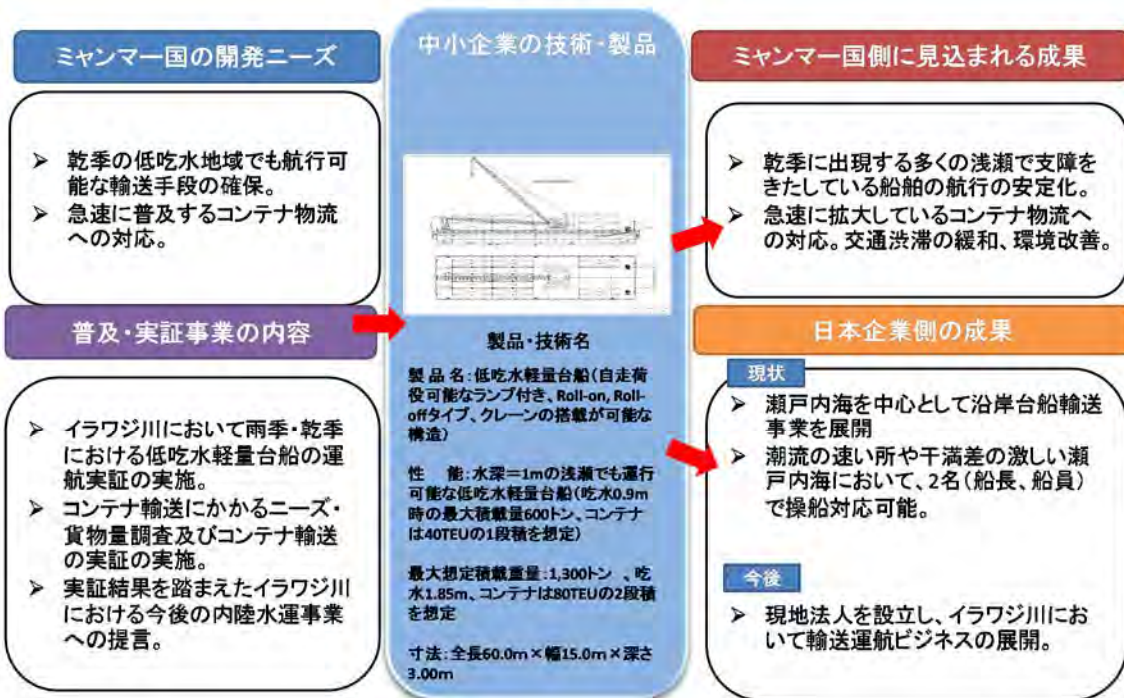 ミャンマー国の開発ニーズ
➤ 乾季の低吃水地域でも航行可
能な輸送手段の確保。
➤ 急速に普及するコンテナ物流
への対応。
普及・実証事業の内容
➤ イラワジ川において雨季・乾季
における低吃水軽量台船の運
航実証の実施。
➤ コンテナ輸送にかかるニーズ・
貨物量調査及びコンテナ輸送
の実証の実施。
➤ 実証結果を踏まえたイラワジ川
における今後の内陸水運事業
への提言。
中小企業の技術・製品
製品・技術名
製品名:低吃水軽量台船(自走荷
役可能なランプ付き、Roll-on, Roll-
offタイプ、クレーンの搭載が可能な
構造)
性 能:水深=1mの浅瀬でも運行
可能な低吃水軽量台船(吃水0.9m
時の最大積載量600トン、コンテナ
は40TEUの1段積を想定)
最大想定積載重量:1,300トン 、吃
水1.85m、コンテナは80TEUの2段積
を想定
寸法:全長60.0m×幅15.0m×深さ
3.00m
ミャンマー国側に見込まれる成果
➤ 乾季に出現する多くの浅瀬で支障を
きたしている船舶の航行の安定化。
➤ 急速に拡大しているコンテナ物流へ
の対応。交通渋滞の緩和、環境改善。
日本企業側の成果
現状
➤ 瀬戸内海を中心として沿岸台船輸送
事業を展開
➤ 潮流の速い所や干満差の激しい瀬
戸内海において、2名(船長、船員)
で操船対応可能。
今後
➤ 現地法人を設立し、イラワジ川にお
いて輸送運航ビジネスの展開。